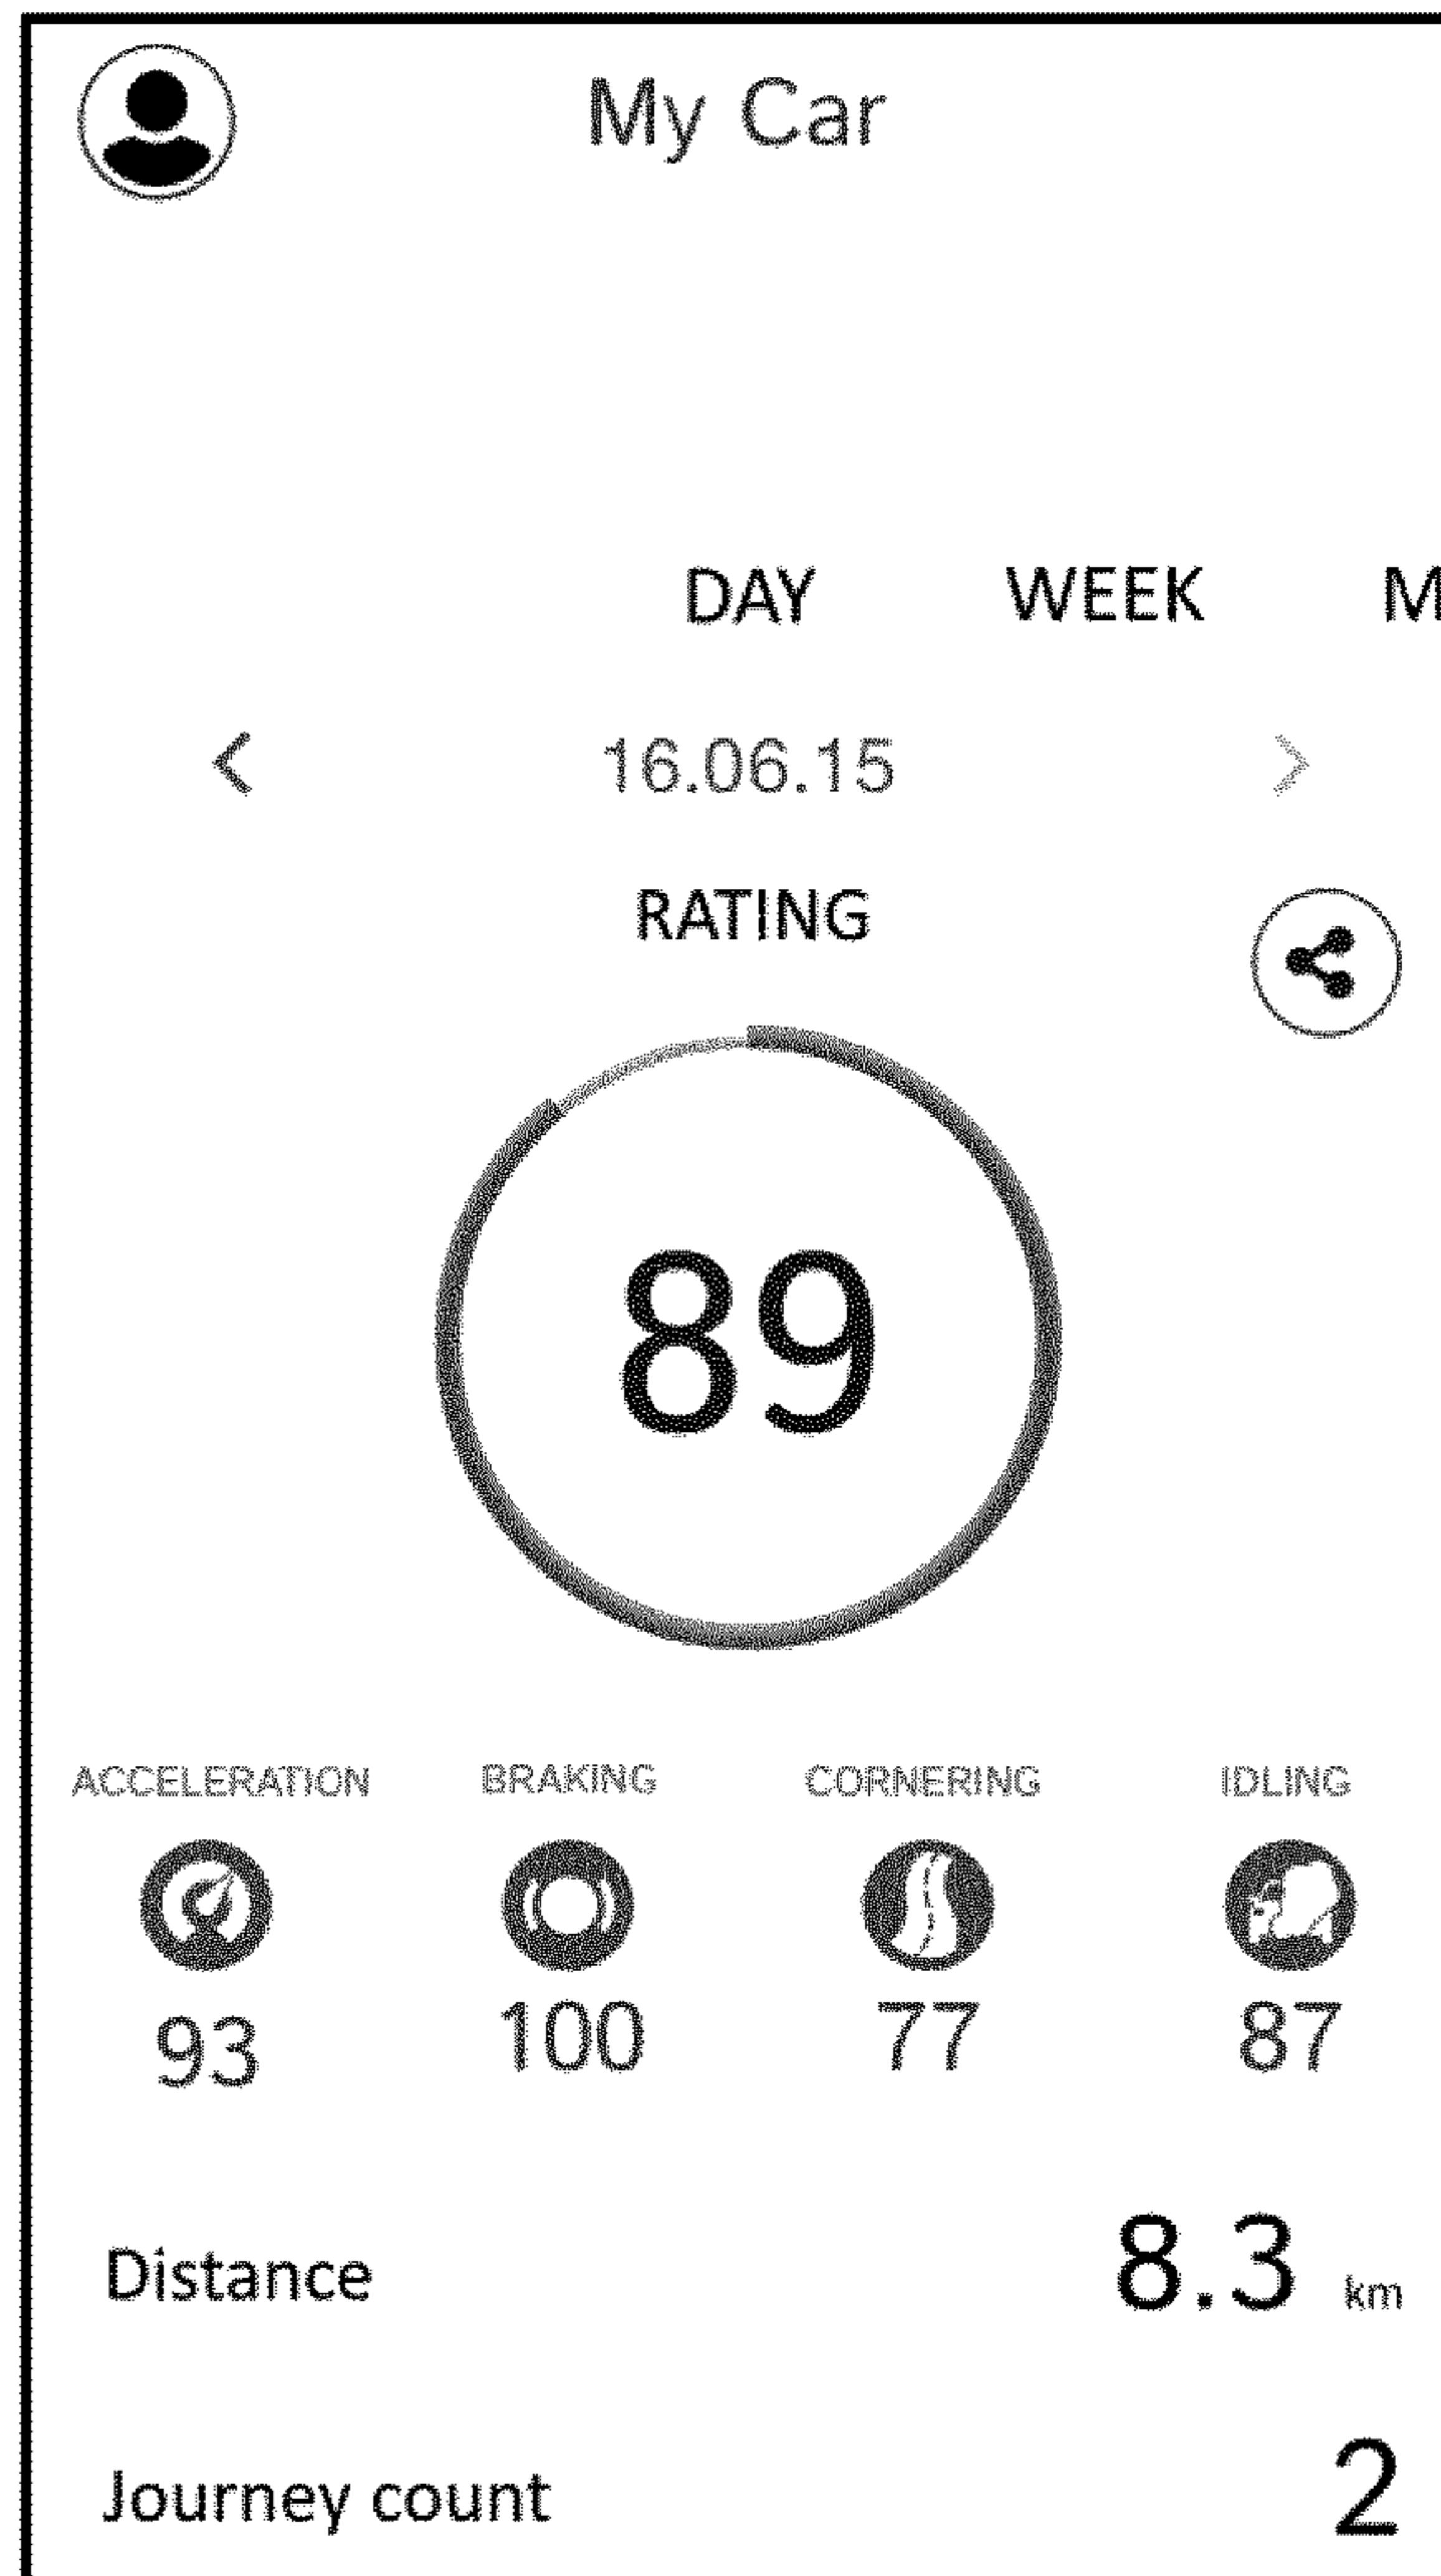 My Car
DAY WEEK M
16.06.15
RATING
89
ACCELERATION BRAKING CORNERING IDLING
93 100 77 87
Distance 8.3 km
Journey count 2